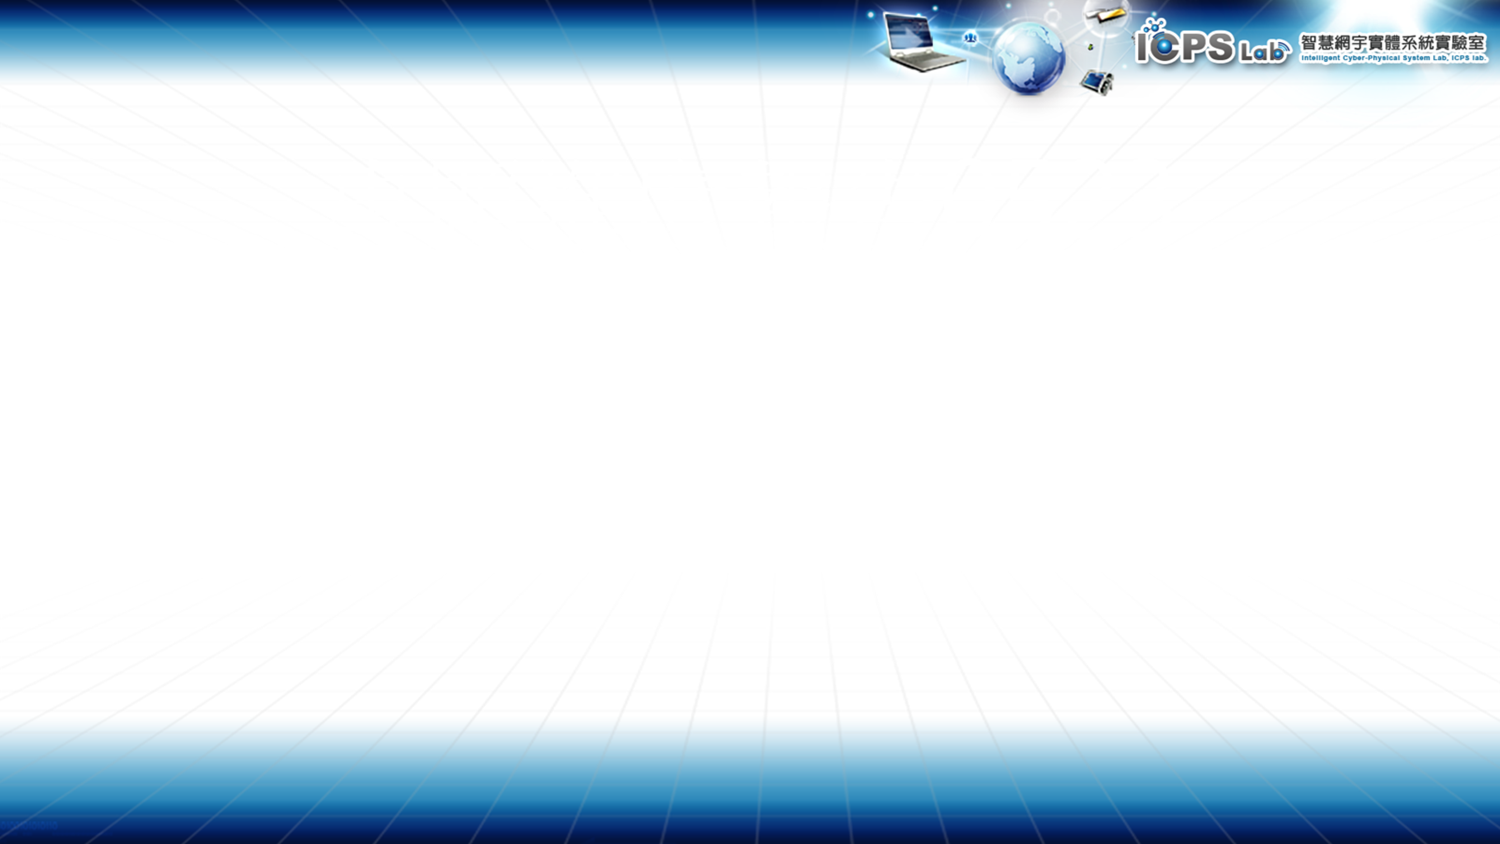 ICPS Lab
智慧網宇實體系統實驗室
Intelligent Cyber-Physical System Lab, ICPS lab.